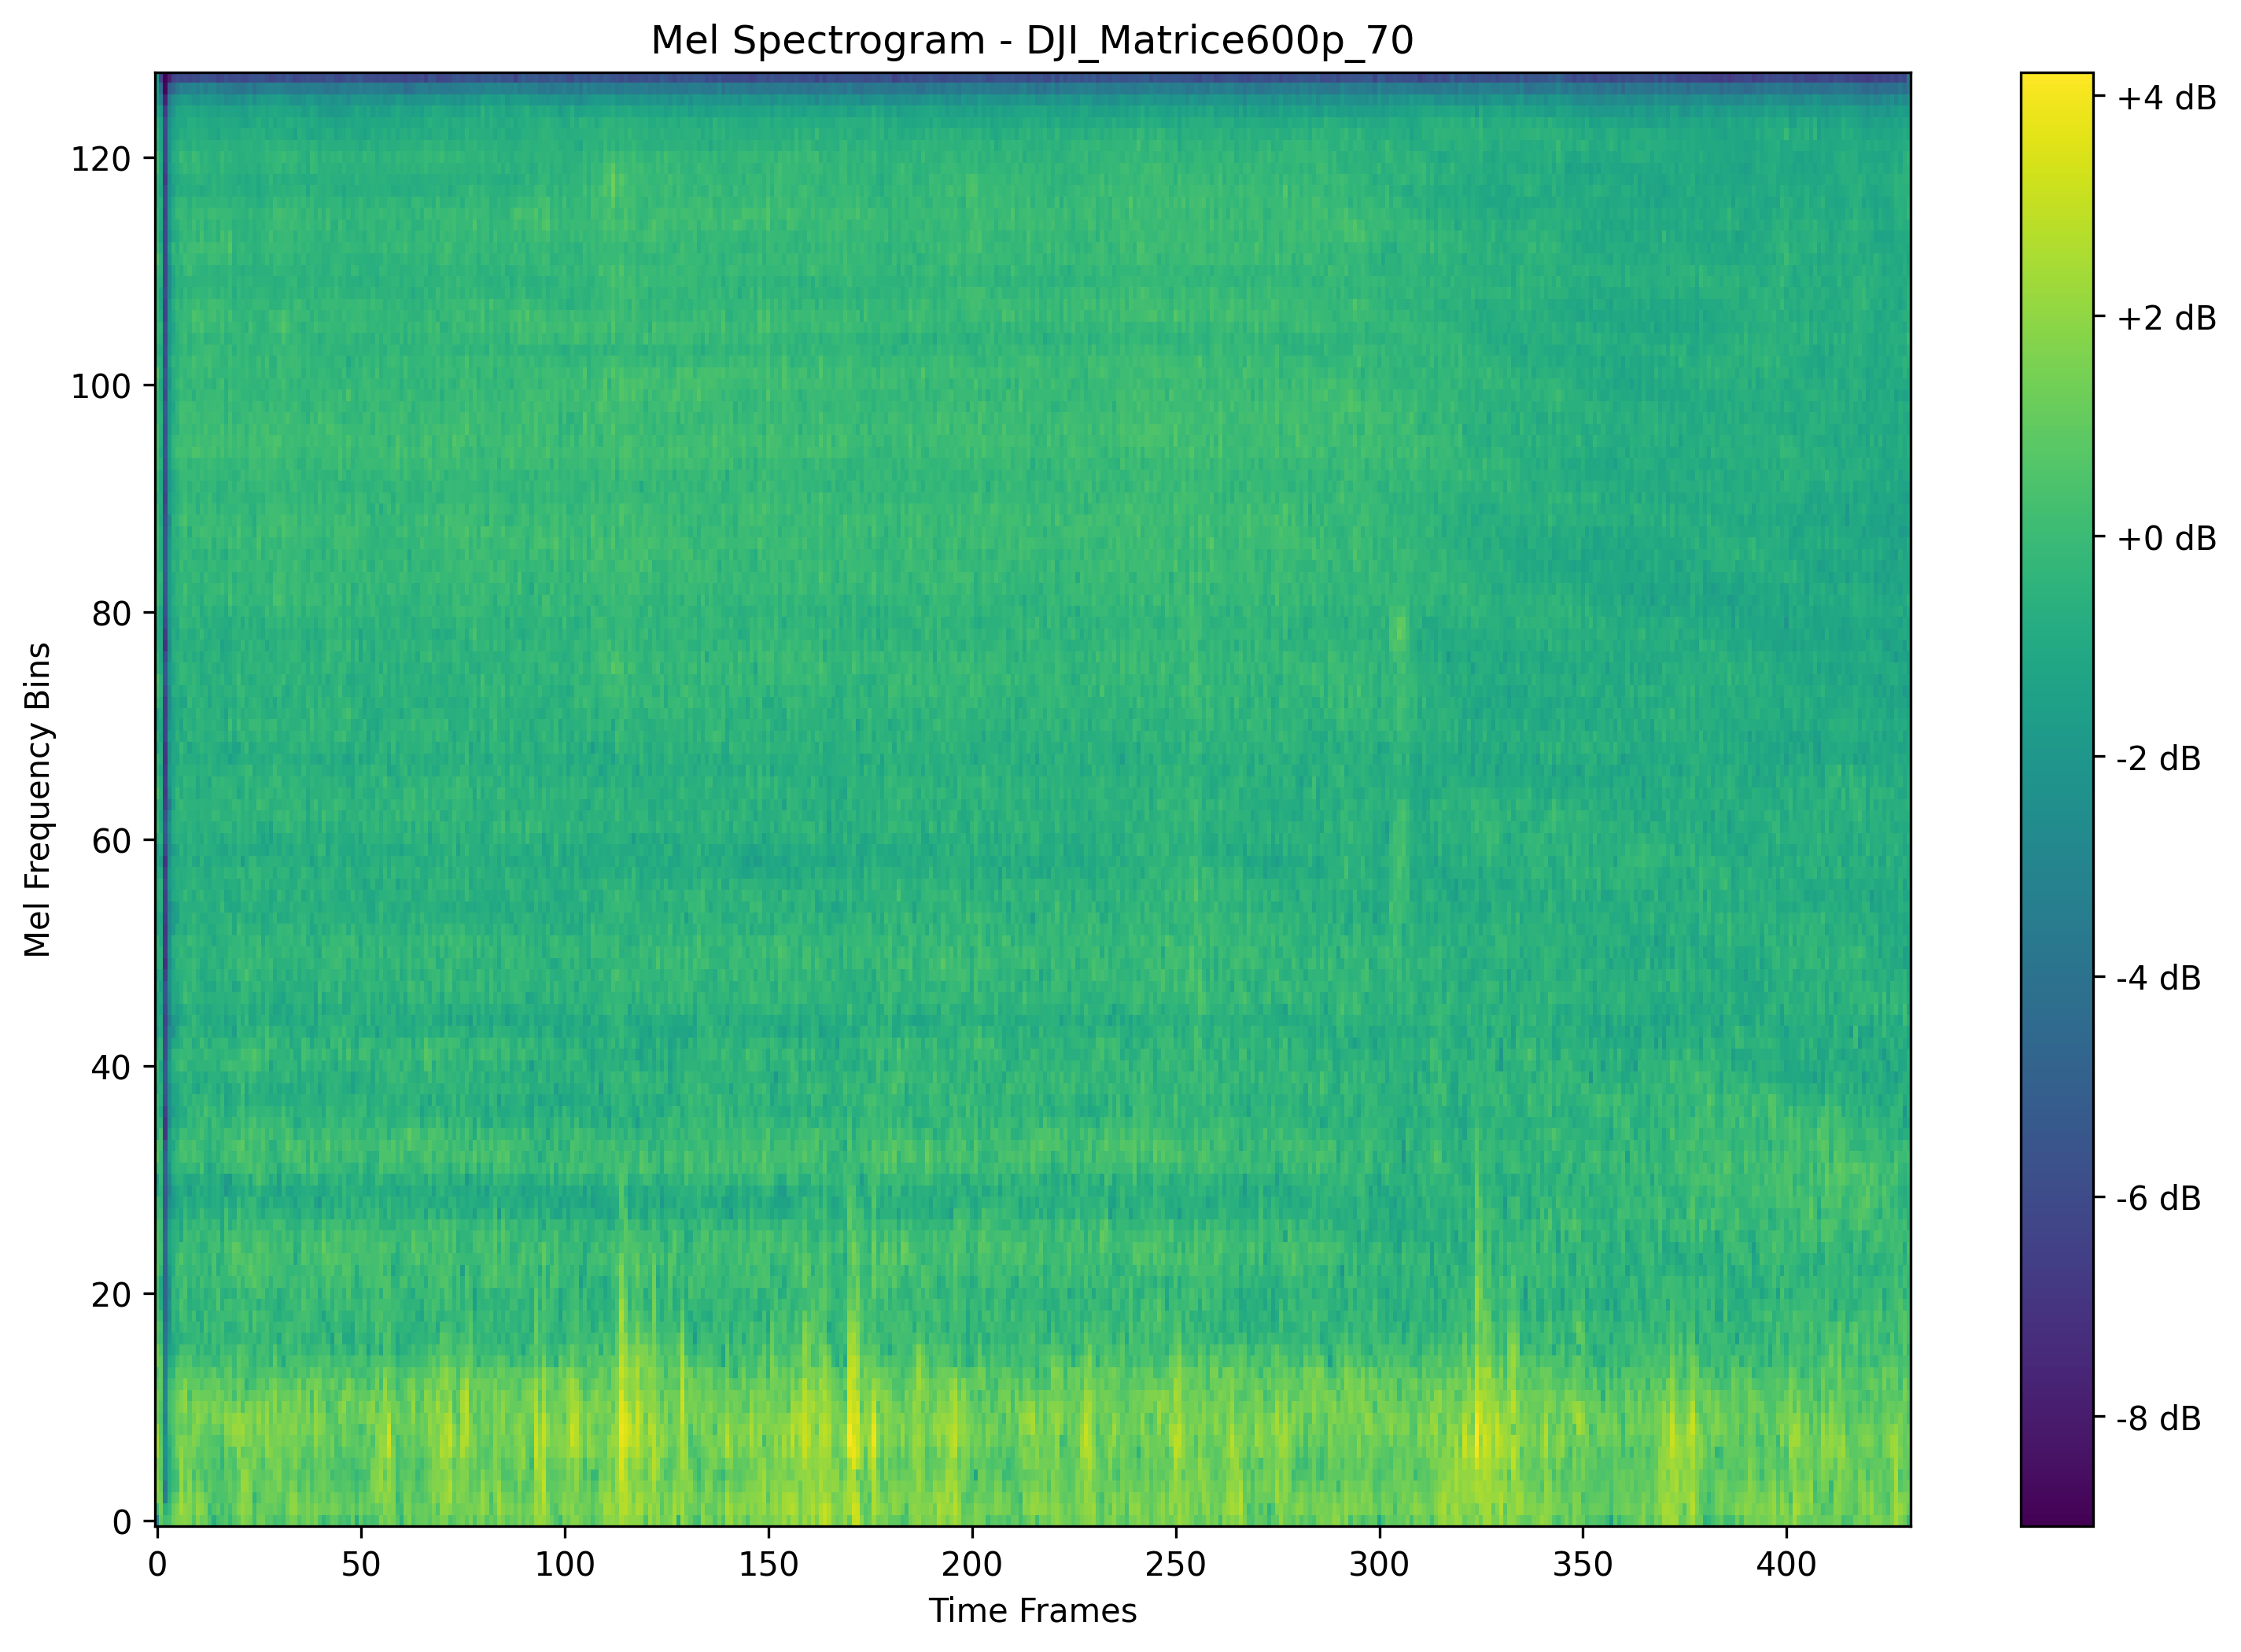 Mel Spectrogram - DJI_Matrice600p_70
Mel Frequency Bins
120
100
80
60
40
20
0
0 50 100 150 200 250 300 350 400
Time Frames
+4 dB
+2 dB
+0 dB
-2 dB
-4 dB
-6 dB
-8 dB